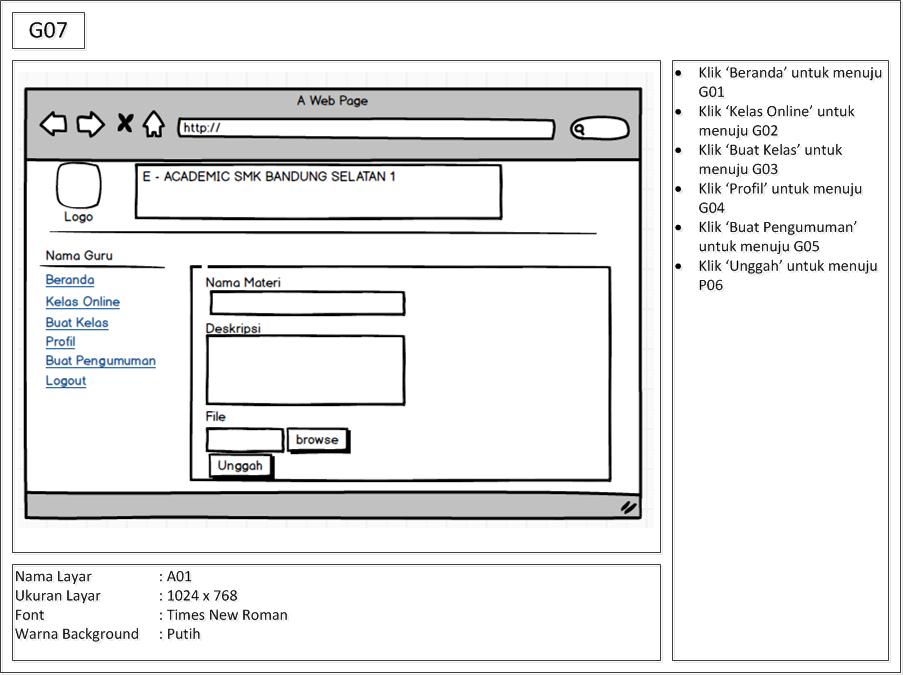 G07
A Web Page
http://
Logo
E - ACADEMIC SMK BANDUNG SELATAN 1
Nama Guru
Beranda
Kelas Online
Buat Kelas
Profil
Buat Pengumuman
Logout
Nama Materi
Deskripsi
File
browse
Unggah
• Klik ‘Beranda’ untuk menuju
G01
• Klik ‘Kelas Online’ untuk
menuju G02
• Klik ‘Buat Kelas’ untuk
menuju G03
• Klik ‘Profil’ untuk menuju
G04
• Klik ‘Buat Pengumuman’
untuk menuju G05
• Klik ‘Unggah’ untuk menuju
P06
Nama Layar : A01
Ukuran Layar : 1024 x 768
Font : Times New Roman
Warna Background : Putih